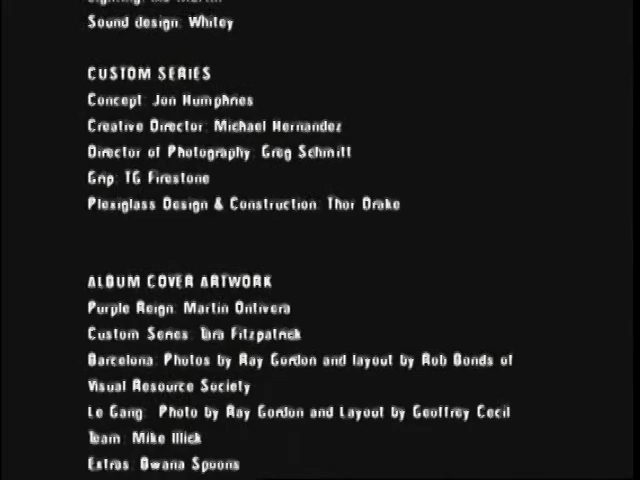 Sound design: Whitey
CUSTOM SERIES
Concept: Jon Humphries
Creative Director: Michael Hernandez
Director of Photography: Greg Schmitt
Grip: TG Firestone
Plexiglass Design & Construction: Thor Drake
ALBUM COVER ARTWORK
Purple Reign: Martin Ontivera
Custom Series: Tara Fitzpatrick
Barcelona: Photos by Ray Gordon and layout by Rob Bonds of
Visual Resource Society
Le Gang: Photo by Ray Gordon and Layout by Geoffrey Cecil
Team: Mike Illick
Extras: Bwana Spoons